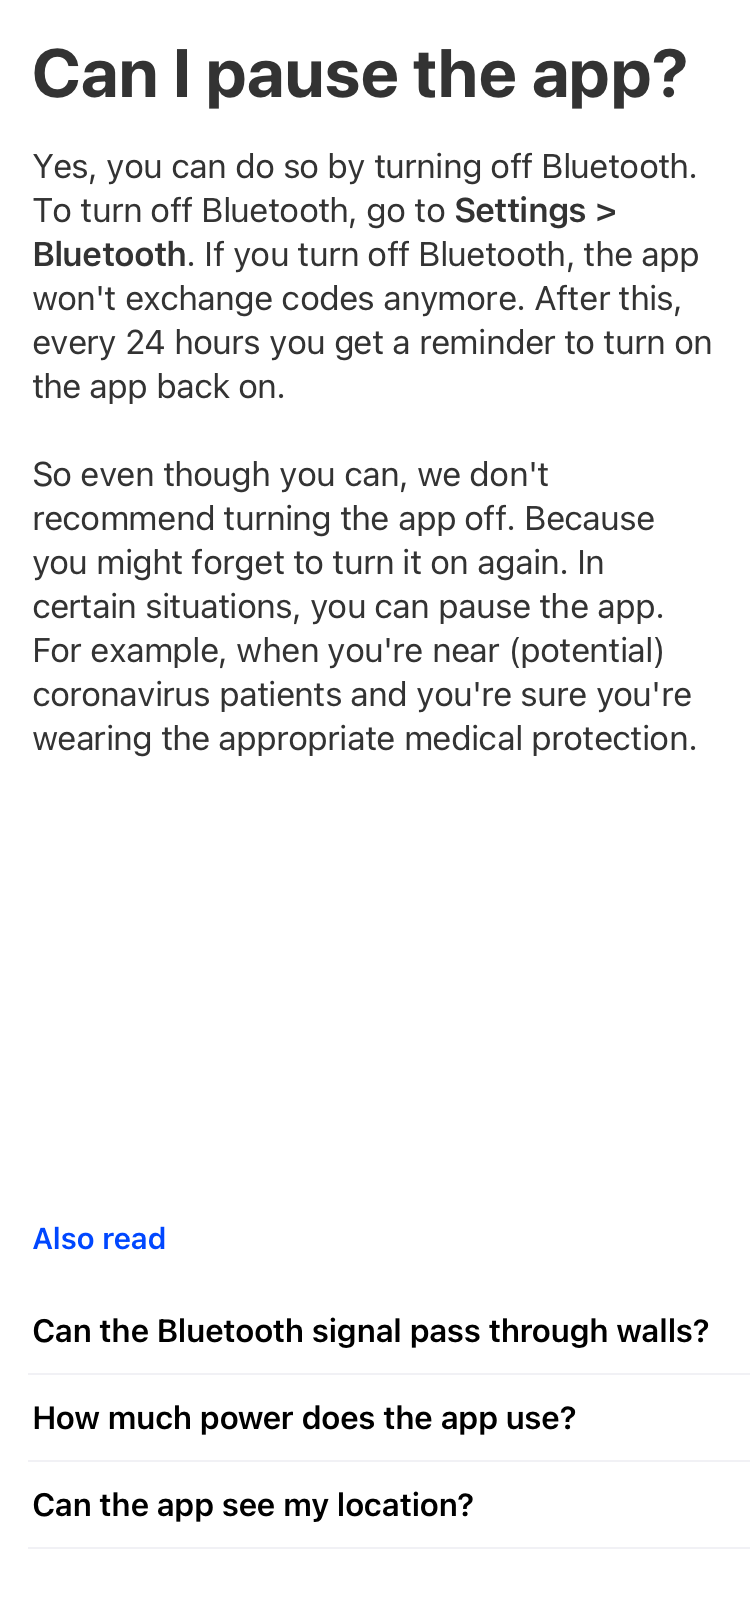 Can I pause the app?
Yes, you can do so by turning off Bluetooth.
To turn off Bluetooth, go to Settings >
Bluetooth. If you turn off Bluetooth, the app
won't exchange codes anymore. After this,
every 24 hours you get a reminder to turn on
the app back on.
So even though you can, we don't
recommend turning the app off. Because
you might forget to turn it on again. In
certain situations, you can pause the app.
For example, when you're near (potential)
coronavirus patients and you're sure you're
wearing the appropriate medical protection.
Also read
Can the Bluetooth signal pass through walls?
How much power does the app use?
Can the app see my location?